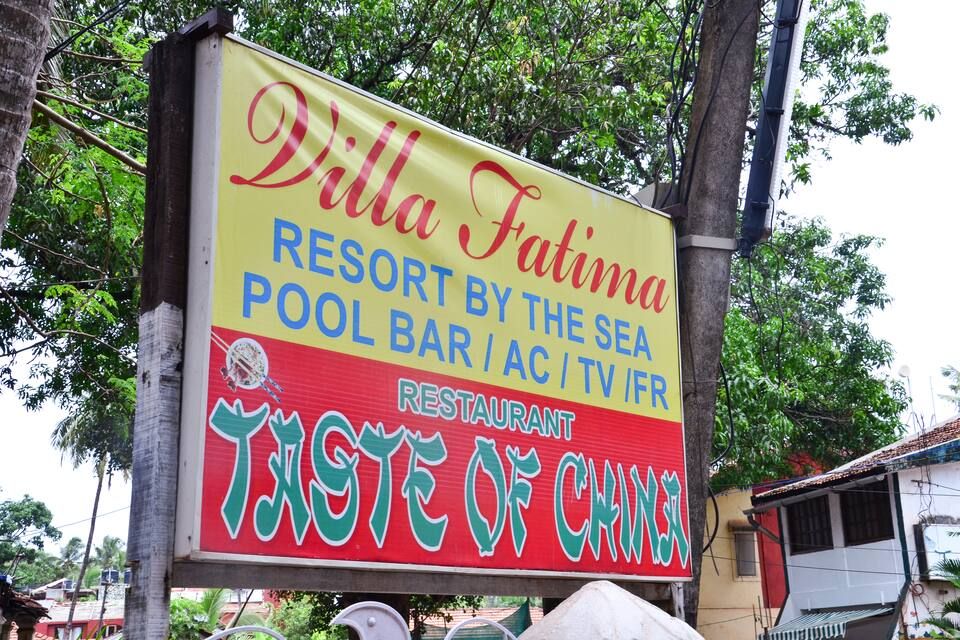 Villa Fatima
RESORT BY THE SEA
POOL BAR / AC / TV /FR
RESTAURANT
TASTE OF CHINA